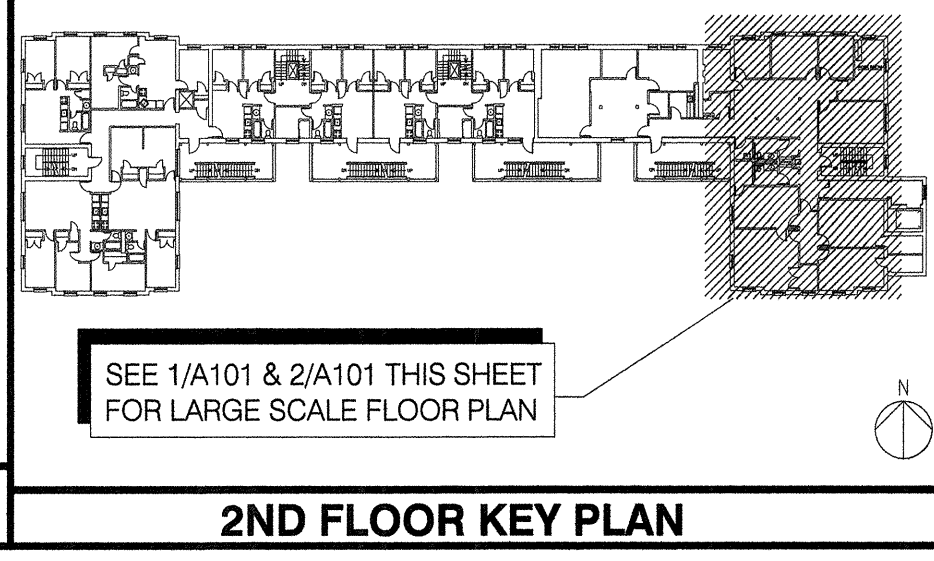 SEE 1/A101 & 2/A101 THIS SHEET
FOR LARGE SCALE FLOOR PLAN
N
2ND FLOOR KEY PLAN